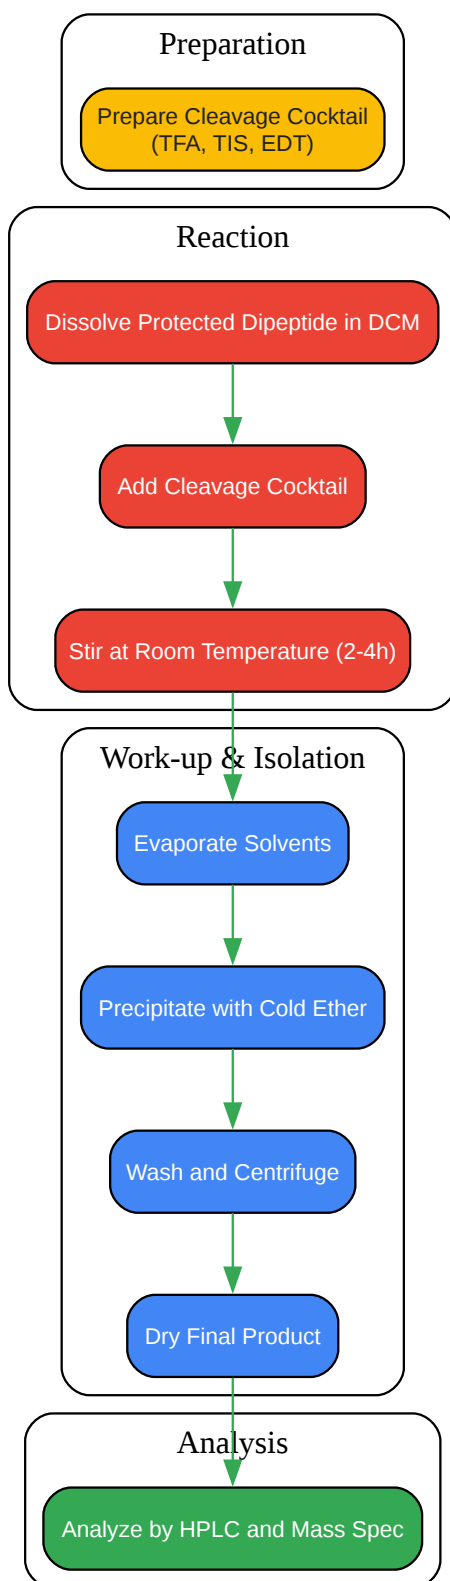 Preparation
Prepare Cleavage Cocktail
(TFA, TIS, EDT)
Reaction
Dissolve Protected Dipeptide in DCM
Add Cleavage Cocktail
Stir at Room Temperature (2-4h)
Work-up & Isolation
Evaporate Solvents
Precipitate with Cold Ether
Wash and Centrifuge
Dry Final Product
Analysis
Analyze by HPLC and Mass Spec